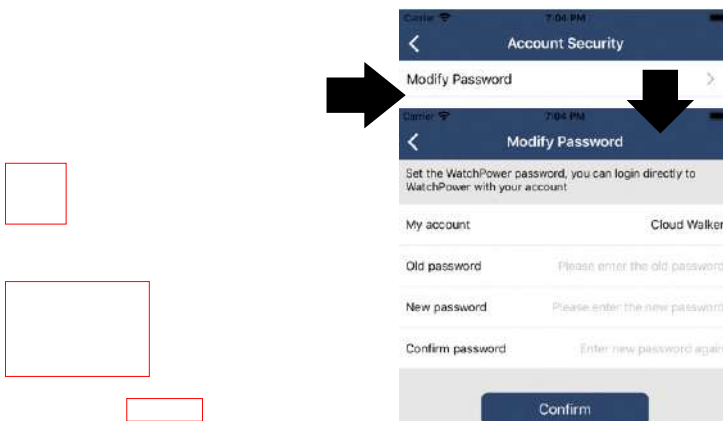 Carrier 7:04 PM
Account Security
Modify Password
Carrier 7:04 PM
Modify Password
Set the WatchPower password, you can login directly to
WatchPower with your account
My account Cloud Walker
Old password Please enter the old password
New password Please enter the new password
Confirm password Enter new password again
Confirm